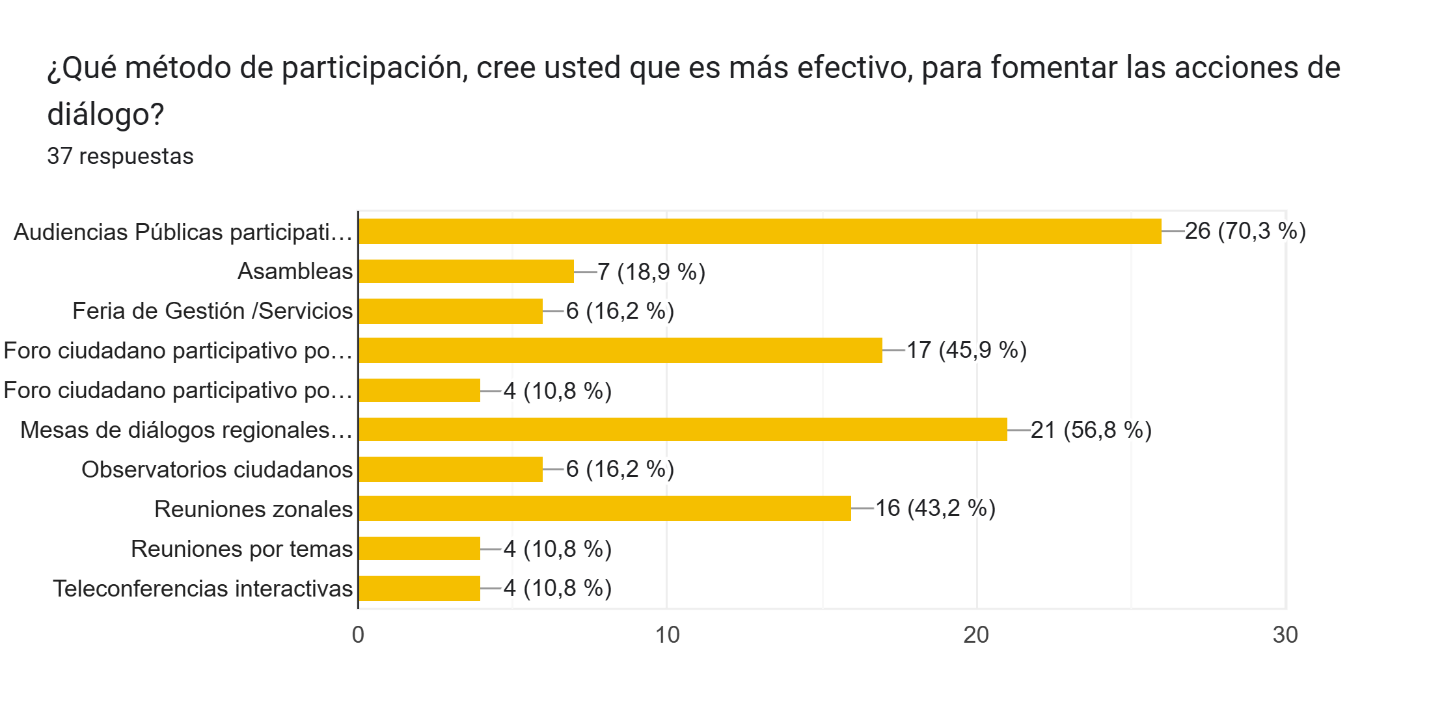 ¿Qué método de participación, cree usted que es más efectivo, para fomentar las acciones de
diálogo?
37 respuestas
Audiencias Públicas participati… 26 (70,3 %)
Asambleas 7 (18,9 %)
Feria de Gestión /Servicios 6 (16,2 %)
Foro ciudadano participativo po… 17 (45,9 %)
Foro ciudadano participativo po… 4 (10,8 %)
Mesas de diálogos regionales… 21 (56,8 %)
Observatorios ciudadanos 6 (16,2 %)
Reuniones zonales 16 (43,2 %)
Reuniones por temas 4 (10,8 %)
Teleconferencias interactivas 4 (10,8 %)
0 10 20 30